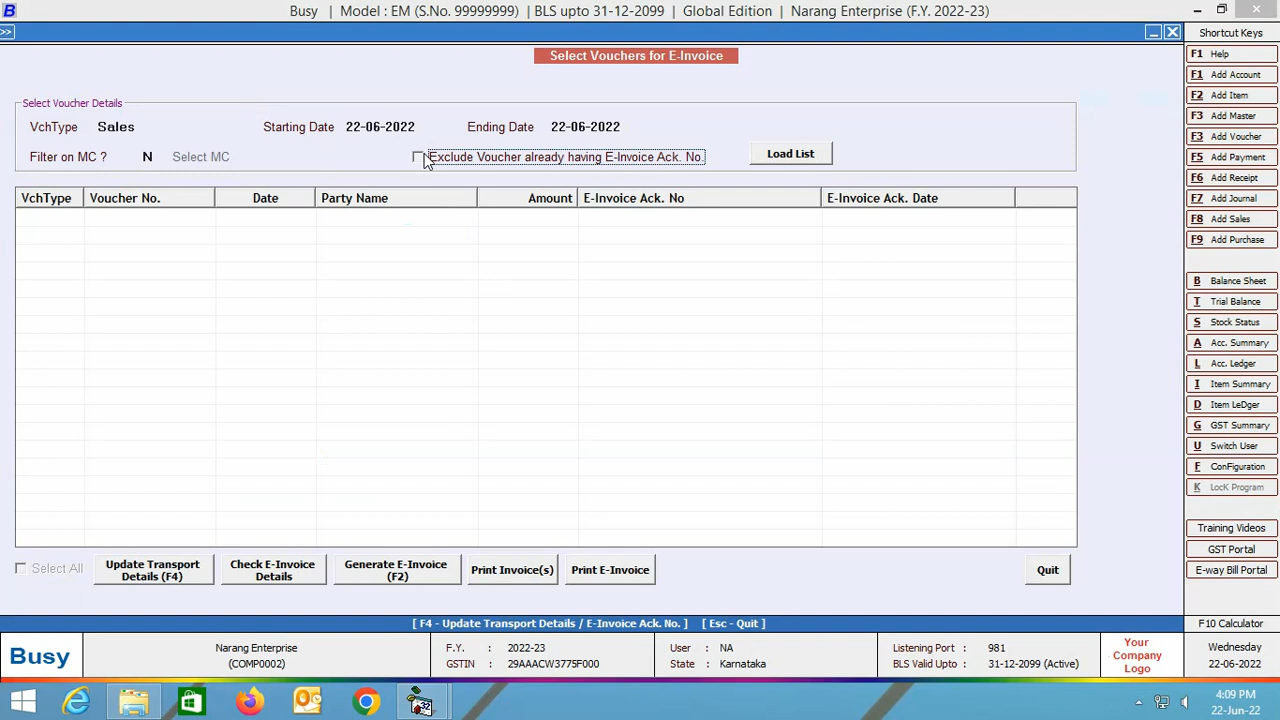 B Busy | Model : EM (S.No. 99999999) | BLS upto 31-12-2099 | Global Edition | Narang Enterprise (F.Y. 2022-23)
>>
Shortcut Keys
Select Vouchers for E-Invoice
Select Voucher Details
VchType Sales Starting Date 22-06-2022 Ending Date 22-06-2022
Filter on MC ? N Select MC Exclude Voucher already having E-Invoice Ack. No. Load List
VchType Voucher No. Date Party Name Amount E-Invoice Ack. No E-Invoice Ack. Date
Select All
Update Transport Details (F4)
Check E-Invoice Details
Generate E-Invoice (F2)
Print Invoice(s)
Print E-Invoice
Quit
F1 Help
F1 Add Account
F2 Add Item
F3 Add Master
F3 Add Voucher
F5 Add Payment
F6 Add Receipt
F7 Add Journal
F8 Add Sales
F9 Add Purchase
B Balance Sheet
T Trial Balance
S Stock Status
A Acc. Summary
L Acc. Ledger
I Item Summary
D Item LeDger
G GST Summary
U Switch User
F ConFiguration
K LocK Program
Training Videos
GST Portal
E-way Bill Portal
[ F4 - Update Transport Details / E-Invoice Ack. No. ] [ Esc - Quit ]
F10 Calculator
Busy
Narang Enterprise
(COMP0002)
F.Y. : 2022-23
GSTIN : 29AAACW3775F000
User : NA
State : Karnataka
Listening Port : 981
BLS Valid Upto : 31-12-2099 (Active)
Your
Company
Logo
Wednesday
22-06-2022
32
4:09 PM
22-Jun-22